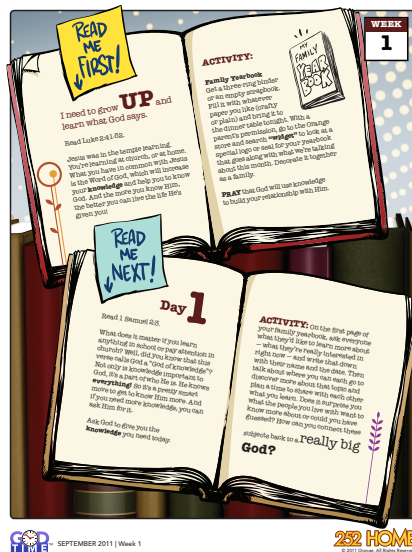 READ
ME
FIRST!
WEEK
1
I need to grow UP and
learn what God says.
Read Luke 2:41-52.
Jesus was in the temple learning.
You're learning at church, or at home.
What you have in common with Jesus
is the Word of God, which will increase
your knowledge and help you to know
God. And the more you know Him,
the better you can live the life He's
given you!
ACTIVITY:
Family Yearbook
Get a three ring binder
or an empty scrapbook.
Fill it with whatever
paper you like (crafty
or plain) and bring it to
the dinner table tonight. With a
parent's permission, go to the Orange
store and search "widget" to look at a
special logo or seal for your yearbook
that goes along with what we're talking
about this month. Decorate it together
as a family.
PRAY that God will use knowledge
to build your relationship with Him.
MY
FAMILY
YEAR
BOOK
READ
ME
NEXT!
Day 1
Read 1 Samuel 2:3.
What does it matter if you learn
anything in school or pay attention in
church? Well, did you know that this
verse calls God a "God of knowledge"?
Not only is knowledge important to
God, it's a part of who He is. He knows
everything! So it's a pretty smart
move to get to know Him more. And
if you need more knowledge, you can
ask Him for it.
Ask God to give you the
knowledge you need today.
ACTIVITY: On the first page of
your family yearbook, ask everyone
what they'd like to learn more about
— what they're really interested in
right now — and write that down
with their name and the date. Then
talk about where you can each go to
discover more about that topic and
plan a time to share with each other
what you learn. Does it surprise you
what the people you live with want to
know more about or could you have
guessed? How can you connect these
subjects back to a really big
God?
GOD
TIME™ SEPTEMBER 2011 | Week 1
252 HOME
© 2011 Orange. All Rights Reserved